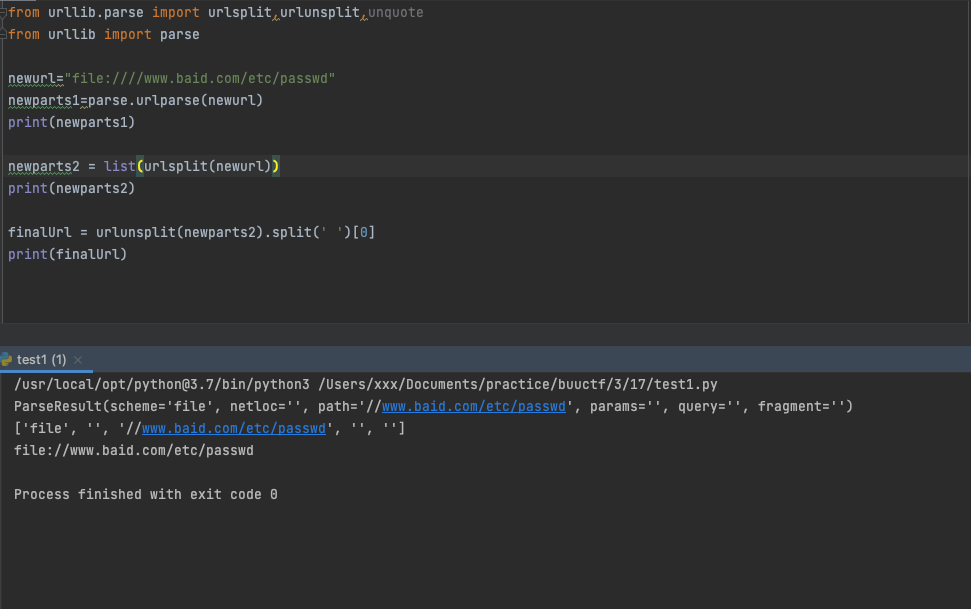 from urllib.parse import urlsplit,urlunsplit,unquote
from urllib import parse
newurl="file:////www.baid.com/etc/passwd"
newparts1=parse.urlparse(newurl)
print(newparts1)
newparts2 = list(urlsplit(newurl))
print(newparts2)
finalUrl = urlunsplit(newparts2).split(' ')[0]
print(finalUrl)
test1 (1) ×
/usr/local/opt/python@3.7/bin/python3 /Users/xxx/Documents/practice/buuctf/3/17/test1.py
ParseResult(scheme='file', netloc='', path='//www.baid.com/etc/passwd', params='', query='', fragment='')
['file', '', '//www.baid.com/etc/passwd', '', '']
file://www.baid.com/etc/passwd
Process finished with exit code 0